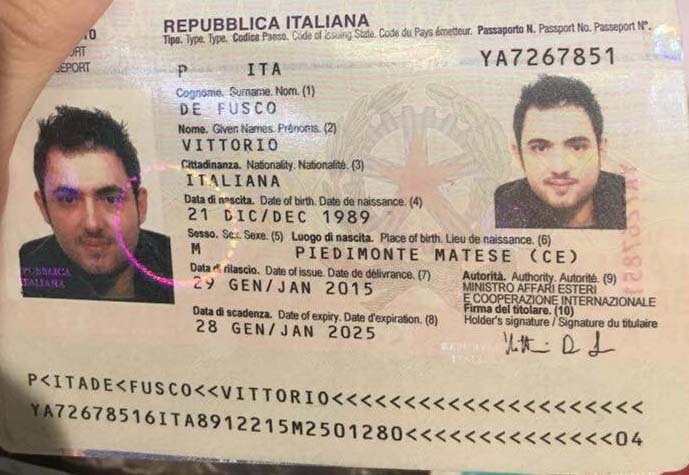 REPUBBLICA ITALIANA
Tipo. Type. Type. Codice Paese. Code of Issuing State. Code du Pays émetteur. Passaporto N. Passport No. Passeport N°.
P ITA YA7267851
Cognome. Surname. Nom. (1)
DE FUSCO
Nome. Given Names. Prénoms. (2)
VITTORIO
Cittadinanza. Nationality. Nationalité. (3)
ITALIANA
Data di nascita. Date of birth. Date de naissance. (4)
21 DIC/DEC 1989
Sesso. Sex. Sexe. (5) Luogo di nascita. Place of birth. Lieu de naissance. (6)
M PIEDIMONTE MATESE (CE)
Data di rilascio. Date of issue. Date de délivrance. (7)
29 GEN/JAN 2015
Autorità. Authority. Autorité. (9)
MINISTRO AFFARI ESTERI
E COOPERAZIONE INTERNAZIONALE
Data di scadenza. Date of expiry. Date d'expiration. (8)
28 GEN/JAN 2025
Firma del titolare. (10)
Holder's signature / Signature du titulaire
REPUBBLICA
ITALIANA
P<ITADE<FUSCO<<VITTORIO<<<<<<<<<<<<<<<<<<<<<
YA72678516ITA8912215M2501280<<<<<<<<<<<<<<04